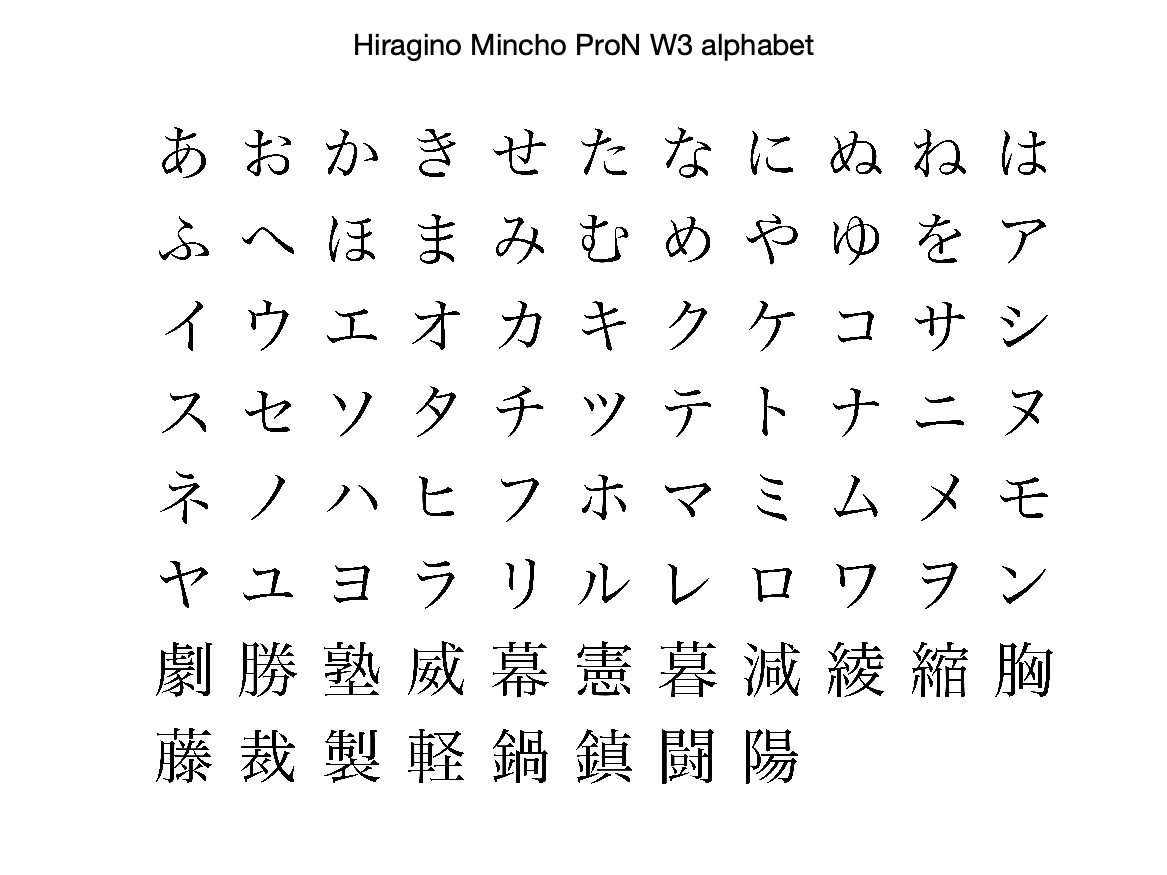 Hiragino Mincho ProN W3 alphabet
あ お か き せ た な に ぬ ね は
ふ へ ほ ま み む め や ゆ を ア
イ ウ エ オ カ キ ク ケ コ サ シ
ス セ ソ タ チ ツ テ ト ナ ニ ヌ
ネ ノ ハ ヒ フ ホ マ ミ ム メ モ
ヤ ユ ヨ ラ リ ル レ ロ ワ ヲ ン
劇 勝 塾 威 幕 憲 暮 減 綾 縮 胸
藤 裁 製 軽 鍋 鎮 闘 陽